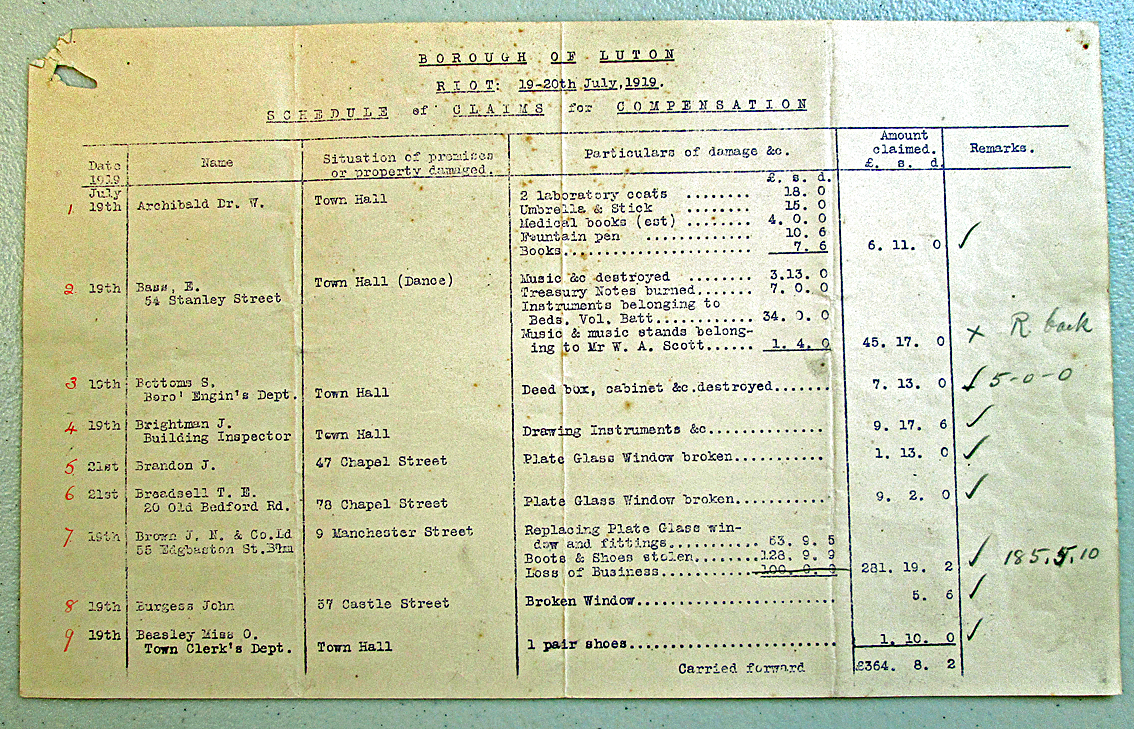 BOROUGH OF LUTON
RIOT: 19-20th July, 1919.
SCHEDULE of CLAIMS for COMPENSATION
Date 1919 Name Situation of premises or property damaged. Particulars of damage &c. Amount claimed. £. s. d. Remarks.
£. s. d.
July
1 19th Archibald Dr. W. Town Hall 2 laboratory coats ........ 18. 0
Umbrella & Stick ........ 15. 0
Medical books (est) ........ 4. 0. 0
Fountain pen ............. 10. 6
Books.................... 7. 6 6. 11. 0 ✓
2 19th Bass, E. Town Hall (Dance) Music &c destroyed ........ 3.13. 0
54 Stanley Street Treasury Notes burned....... 7. 0. 0
Instruments belonging to
Beds. Vol. Batt............ 34. 0. 0
Music & music stands belong-
ing to Mr W. A. Scott...... 1. 4. 0 45. 17. 0 × R. back
3 19th Bottoms S. Town Hall Deed box, cabinet &c.destroyed....... 7. 13. 0 ✓ 5-0-0
Boro' Engin's Dept.
4 19th Brightman J. Town Hall Drawing Instruments &c.............. 9. 17. 6 ✓
Building Inspector
5 21st Brandon J. 47 Chapel Street Plate Glass Window broken........... 1. 13. 0 ✓
6 21st Breadsell T. E. 78 Chapel Street Plate Glass Window broken........... 9. 2. 0 ✓
20 Old Bedford Rd.
7 19th Brown J. N. & Co.Ld 9 Manchester Street Replacing Plate Glass win-
55 Edgbaston St.B'hm dow and fittings........... 53. 9. 5
Boots & Shoes stolen....... 128. 9. 9
Loss of Business........... 100. 0. 0 281. 19. 2 ✓ 185.5.10
8 19th Burgess John 57 Castle Street Broken Window....................... 5. 6 ✓
9 19th Beasley Miss O. Town Hall 1 pair shoes........................ 1. 10. 0 ✓
Town Clerk's Dept.
Carried forward £364. 8. 2